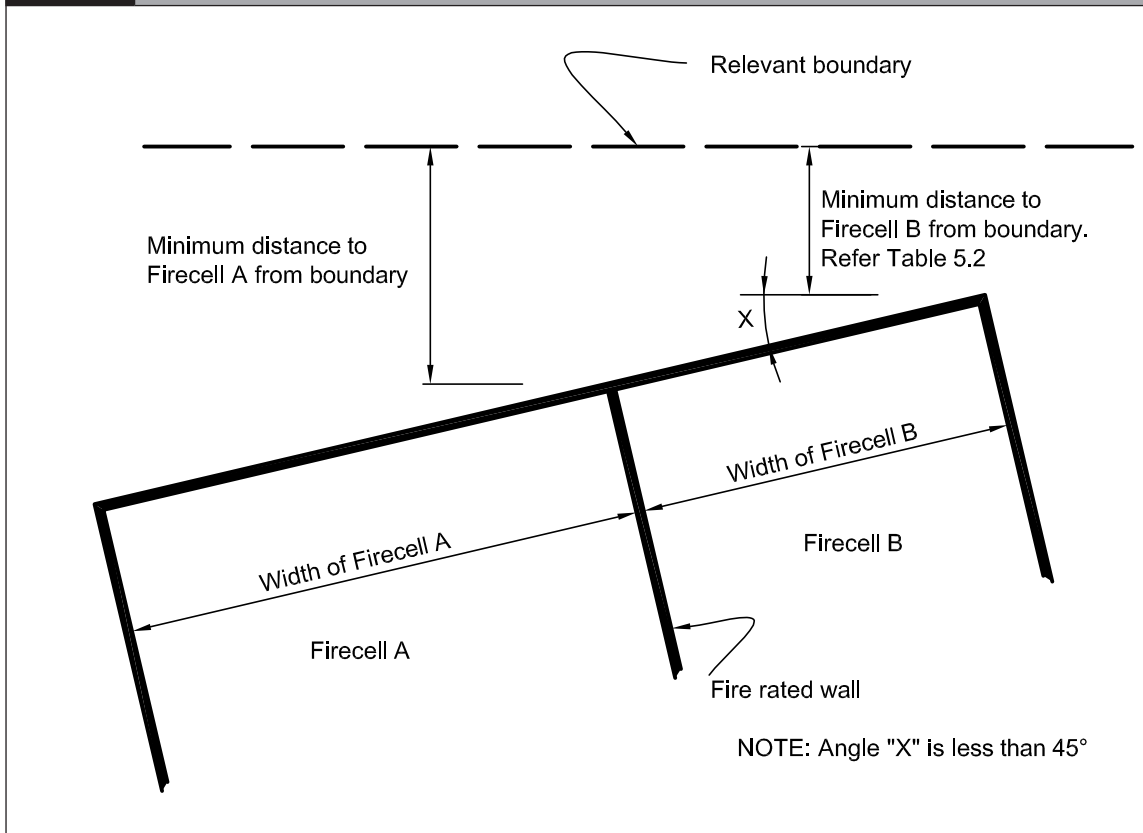 Relevant boundary
Minimum distance to
Firecell B from boundary.
Refer Table 5.2
Minimum distance to
Firecell A from boundary
X
Width of Firecell B
Width of Firecell A
Firecell B
Firecell A
Fire rated wall
NOTE: Angle "X" is less than 45°